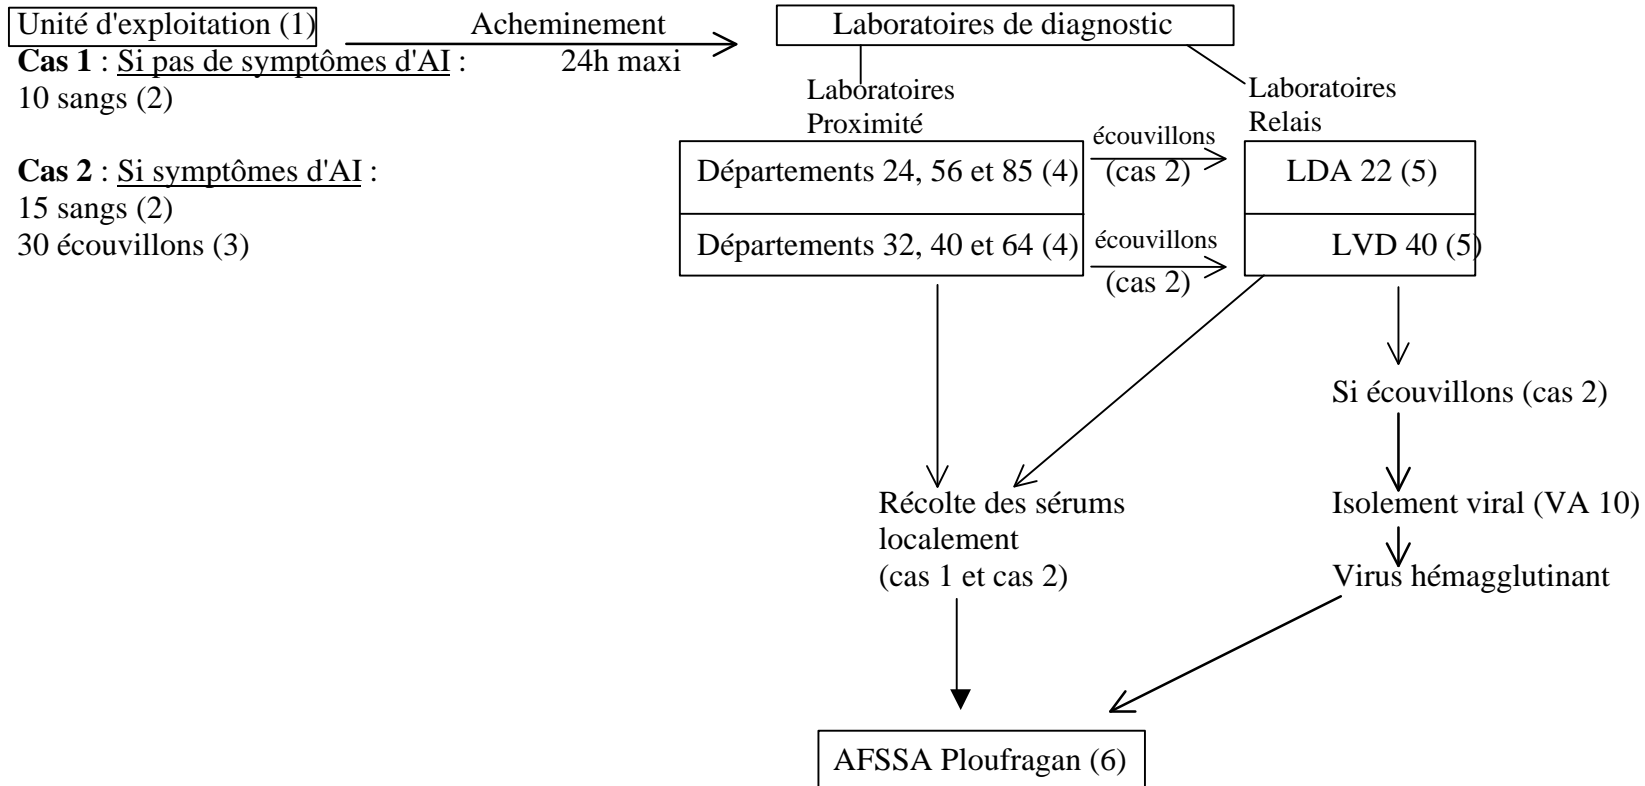 Unité d'exploitation (1)
Acheminement
Laboratoires de diagnostic
Cas 1 : Si pas de symptômes d'AI :
24h maxi
10 sangs (2)
Laboratoires
Proximité
Laboratoires
Relais
Cas 2 : Si symptômes d'AI :
15 sangs (2)
30 écouvillons (3)
Départements 24, 56 et 85 (4)
écouvillons
(cas 2)
LDA 22 (5)
Départements 32, 40 et 64 (4)
écouvillons
(cas 2)
LVD 40 (5)
Si écouvillons (cas 2)
Récolte des sérums
localement
(cas 1 et cas 2)
Isolement viral (VA 10)
Virus hémagglutinant
AFSSA Ploufragan (6)